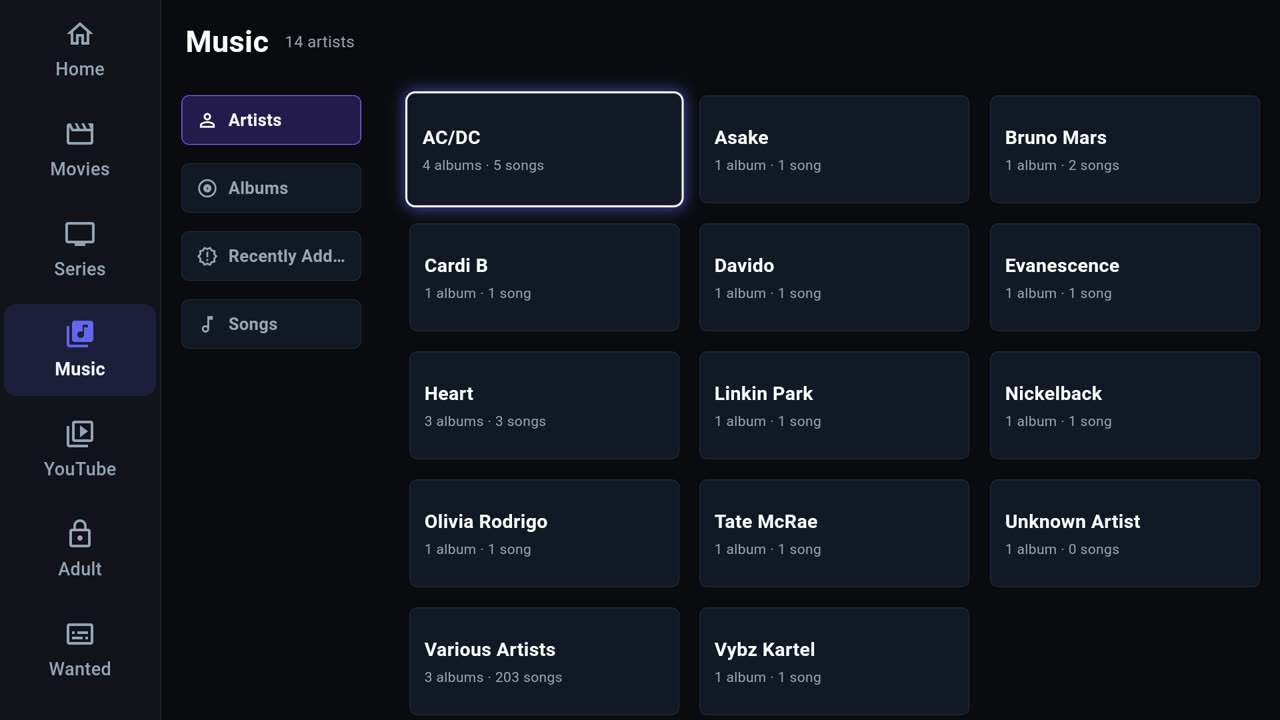 Home
Movies
Series
Music
YouTube
Adult
Wanted
Music 14 artists
Artists
Albums
Recently Add…
Songs
AC/DC
4 albums · 5 songs
Asake
1 album · 1 song
Bruno Mars
1 album · 2 songs
Cardi B
1 album · 1 song
Davido
1 album · 1 song
Evanescence
1 album · 1 song
Heart
3 albums · 3 songs
Linkin Park
1 album · 1 song
Nickelback
1 album · 1 song
Olivia Rodrigo
1 album · 1 song
Tate McRae
1 album · 1 song
Unknown Artist
1 album · 0 songs
Various Artists
3 albums · 203 songs
Vybz Kartel
1 album · 1 song